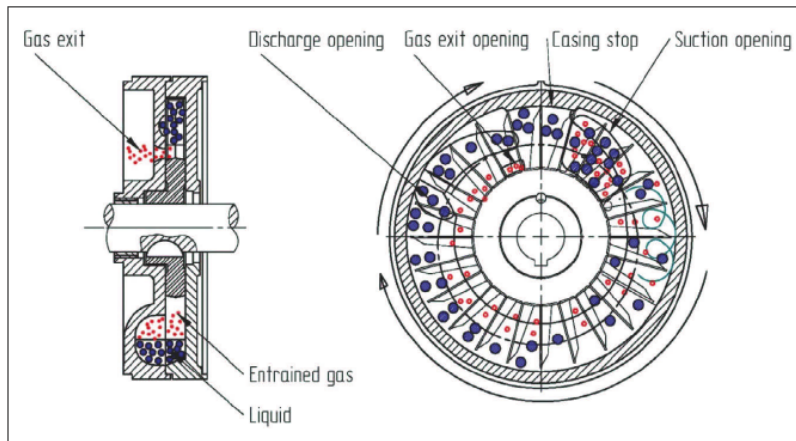 Gas exit
Discharge opening
Gas exit opening
Casing stop
Suction opening
Entrained gas
Liquid